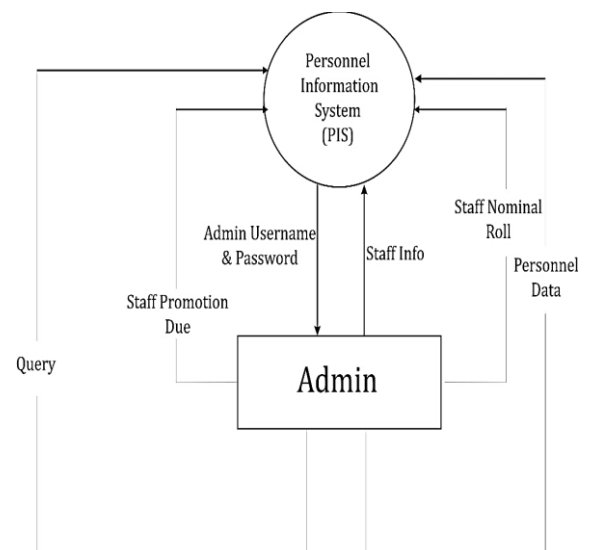 Personnel
Information
System
(PIS)
Admin Username
& Password
Staff Info
Staff Nominal
Roll
Personnel
Data
Staff Promotion
Due
Query
Admin